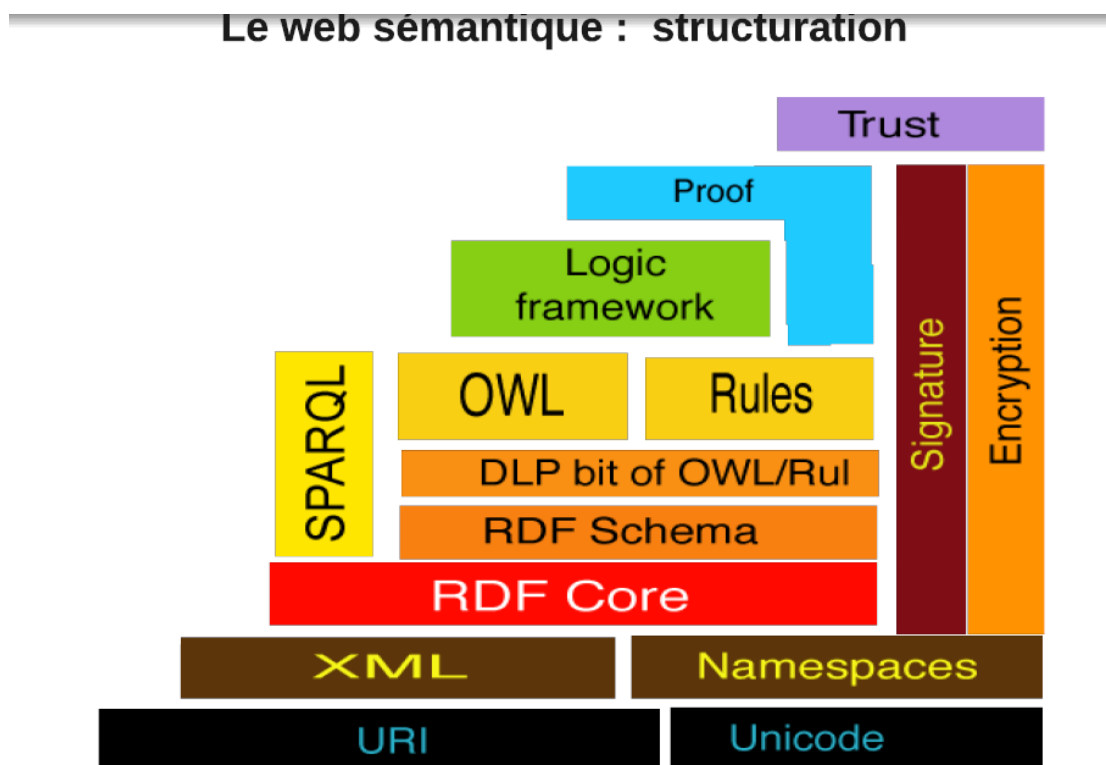 Le web sémantique : structuration
Trust
Proof
Logic
framework
SPARQL
OWL
Rules
Signature
Encryption
DLP bit of OWL/Rul
RDF Schema
RDF Core
XML
Namespaces
URI
Unicode